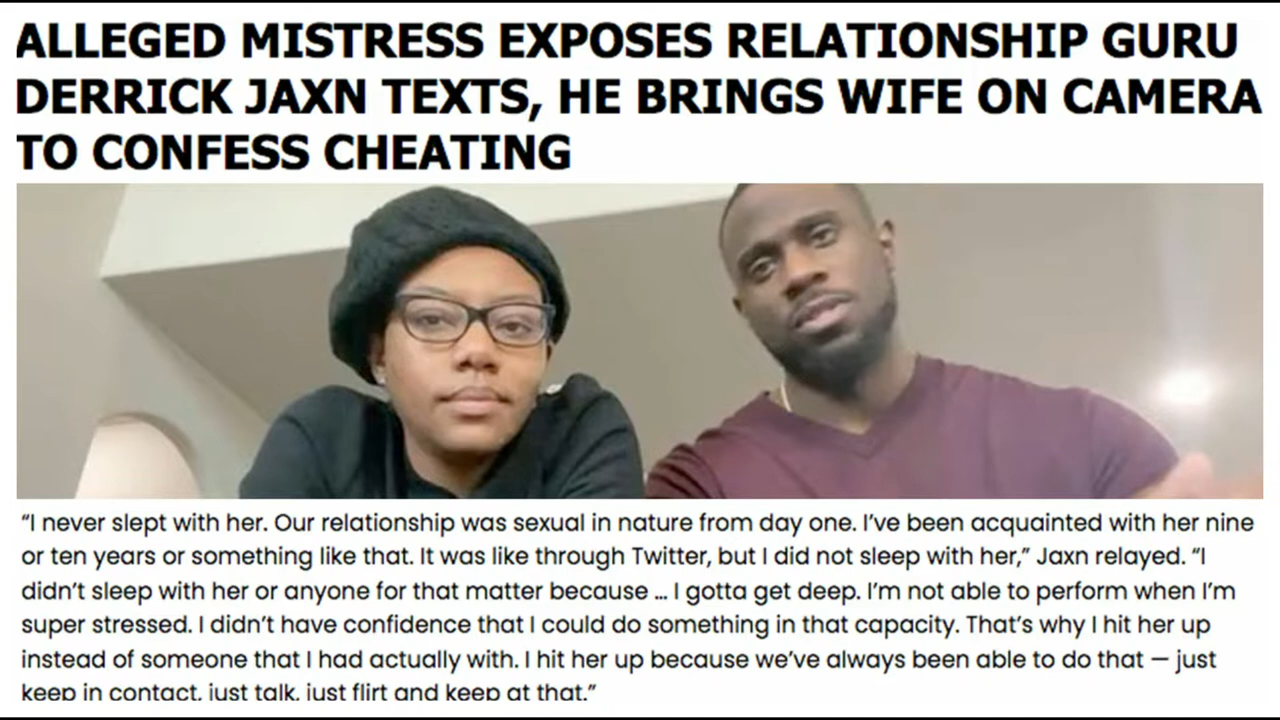 ALLEGED MISTRESS EXPOSES RELATIONSHIP GURU
DERRICK JAXN TEXTS, HE BRINGS WIFE ON CAMERA
TO CONFESS CHEATING
“I never slept with her. Our relationship was sexual in nature from day one. I’ve been acquainted with her nine
or ten years or something like that. It was like through Twitter, but I did not sleep with her,” Jaxn relayed. “I
didn’t sleep with her or anyone for that matter because ... I gotta get deep. I’m not able to perform when I’m
super stressed. I didn’t have confidence that I could do something in that capacity. That’s why I hit her up
instead of someone that I had actually with. I hit her up because we’ve always been able to do that — just
keep in contact, just talk, just flirt and keep at that.”